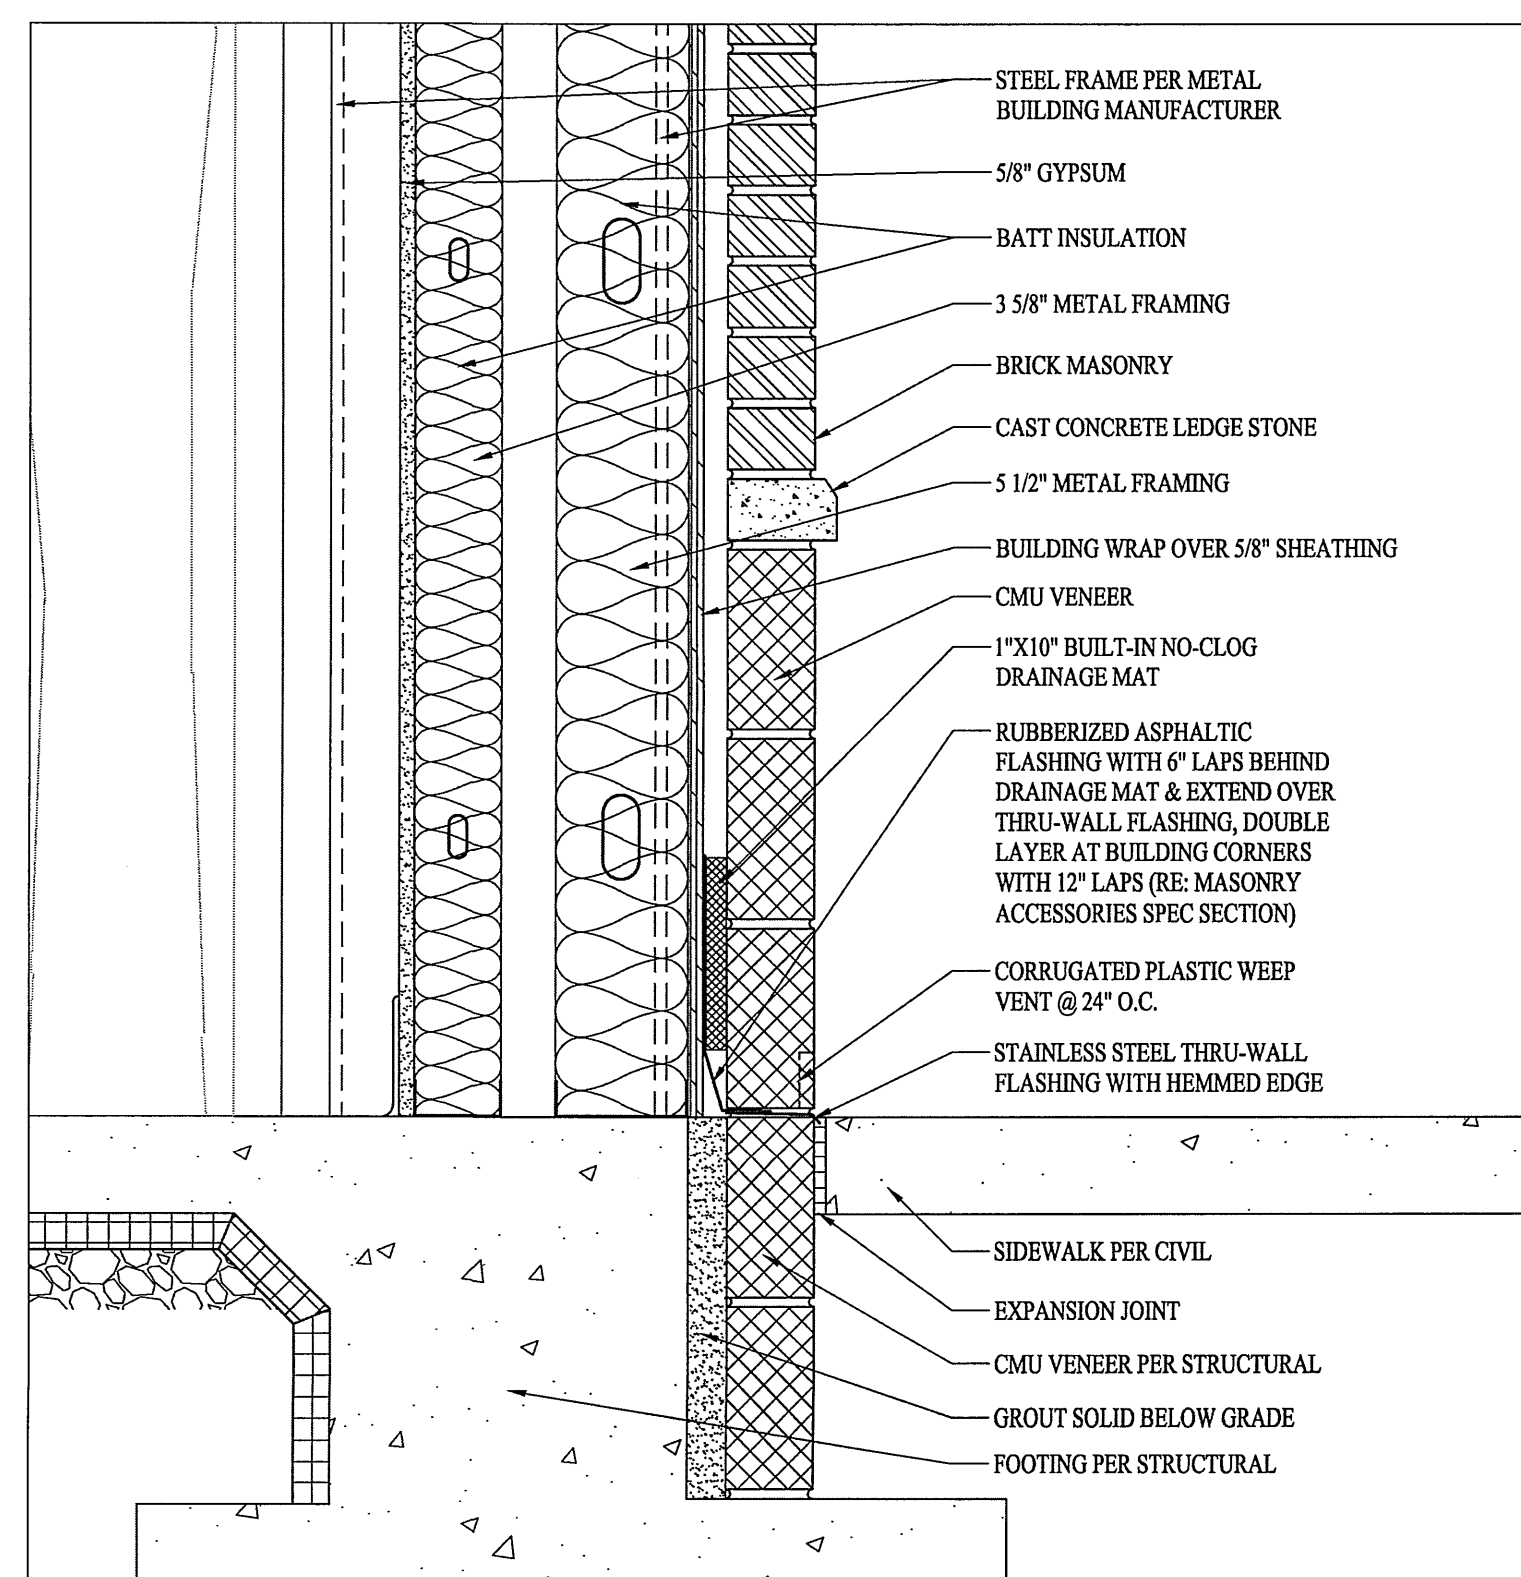 STEEL FRAME PER METAL
BUILDING MANUFACTURER
5/8" GYPSUM
BATT INSULATION
3 5/8" METAL FRAMING
BRICK MASONRY
CAST CONCRETE LEDGE STONE
5 1/2" METAL FRAMING
BUILDING WRAP OVER 5/8" SHEATHING
CMU VENEER
1"X10" BUILT-IN NO-CLOG
DRAINAGE MAT
RUBBERIZED ASPHALTIC
FLASHING WITH 6" LAPS BEHIND
DRAINAGE MAT & EXTEND OVER
THRU-WALL FLASHING, DOUBLE
LAYER AT BUILDING CORNERS
WITH 12" LAPS (RE: MASONRY
ACCESSORIES SPEC SECTION)
CORRUGATED PLASTIC WEEP
VENT @ 24" O.C.
STAINLESS STEEL THRU-WALL
FLASHING WITH HEMMED EDGE
SIDEWALK PER CIVIL
EXPANSION JOINT
CMU VENEER PER STRUCTURAL
GROUT SOLID BELOW GRADE
FOOTING PER STRUCTURAL